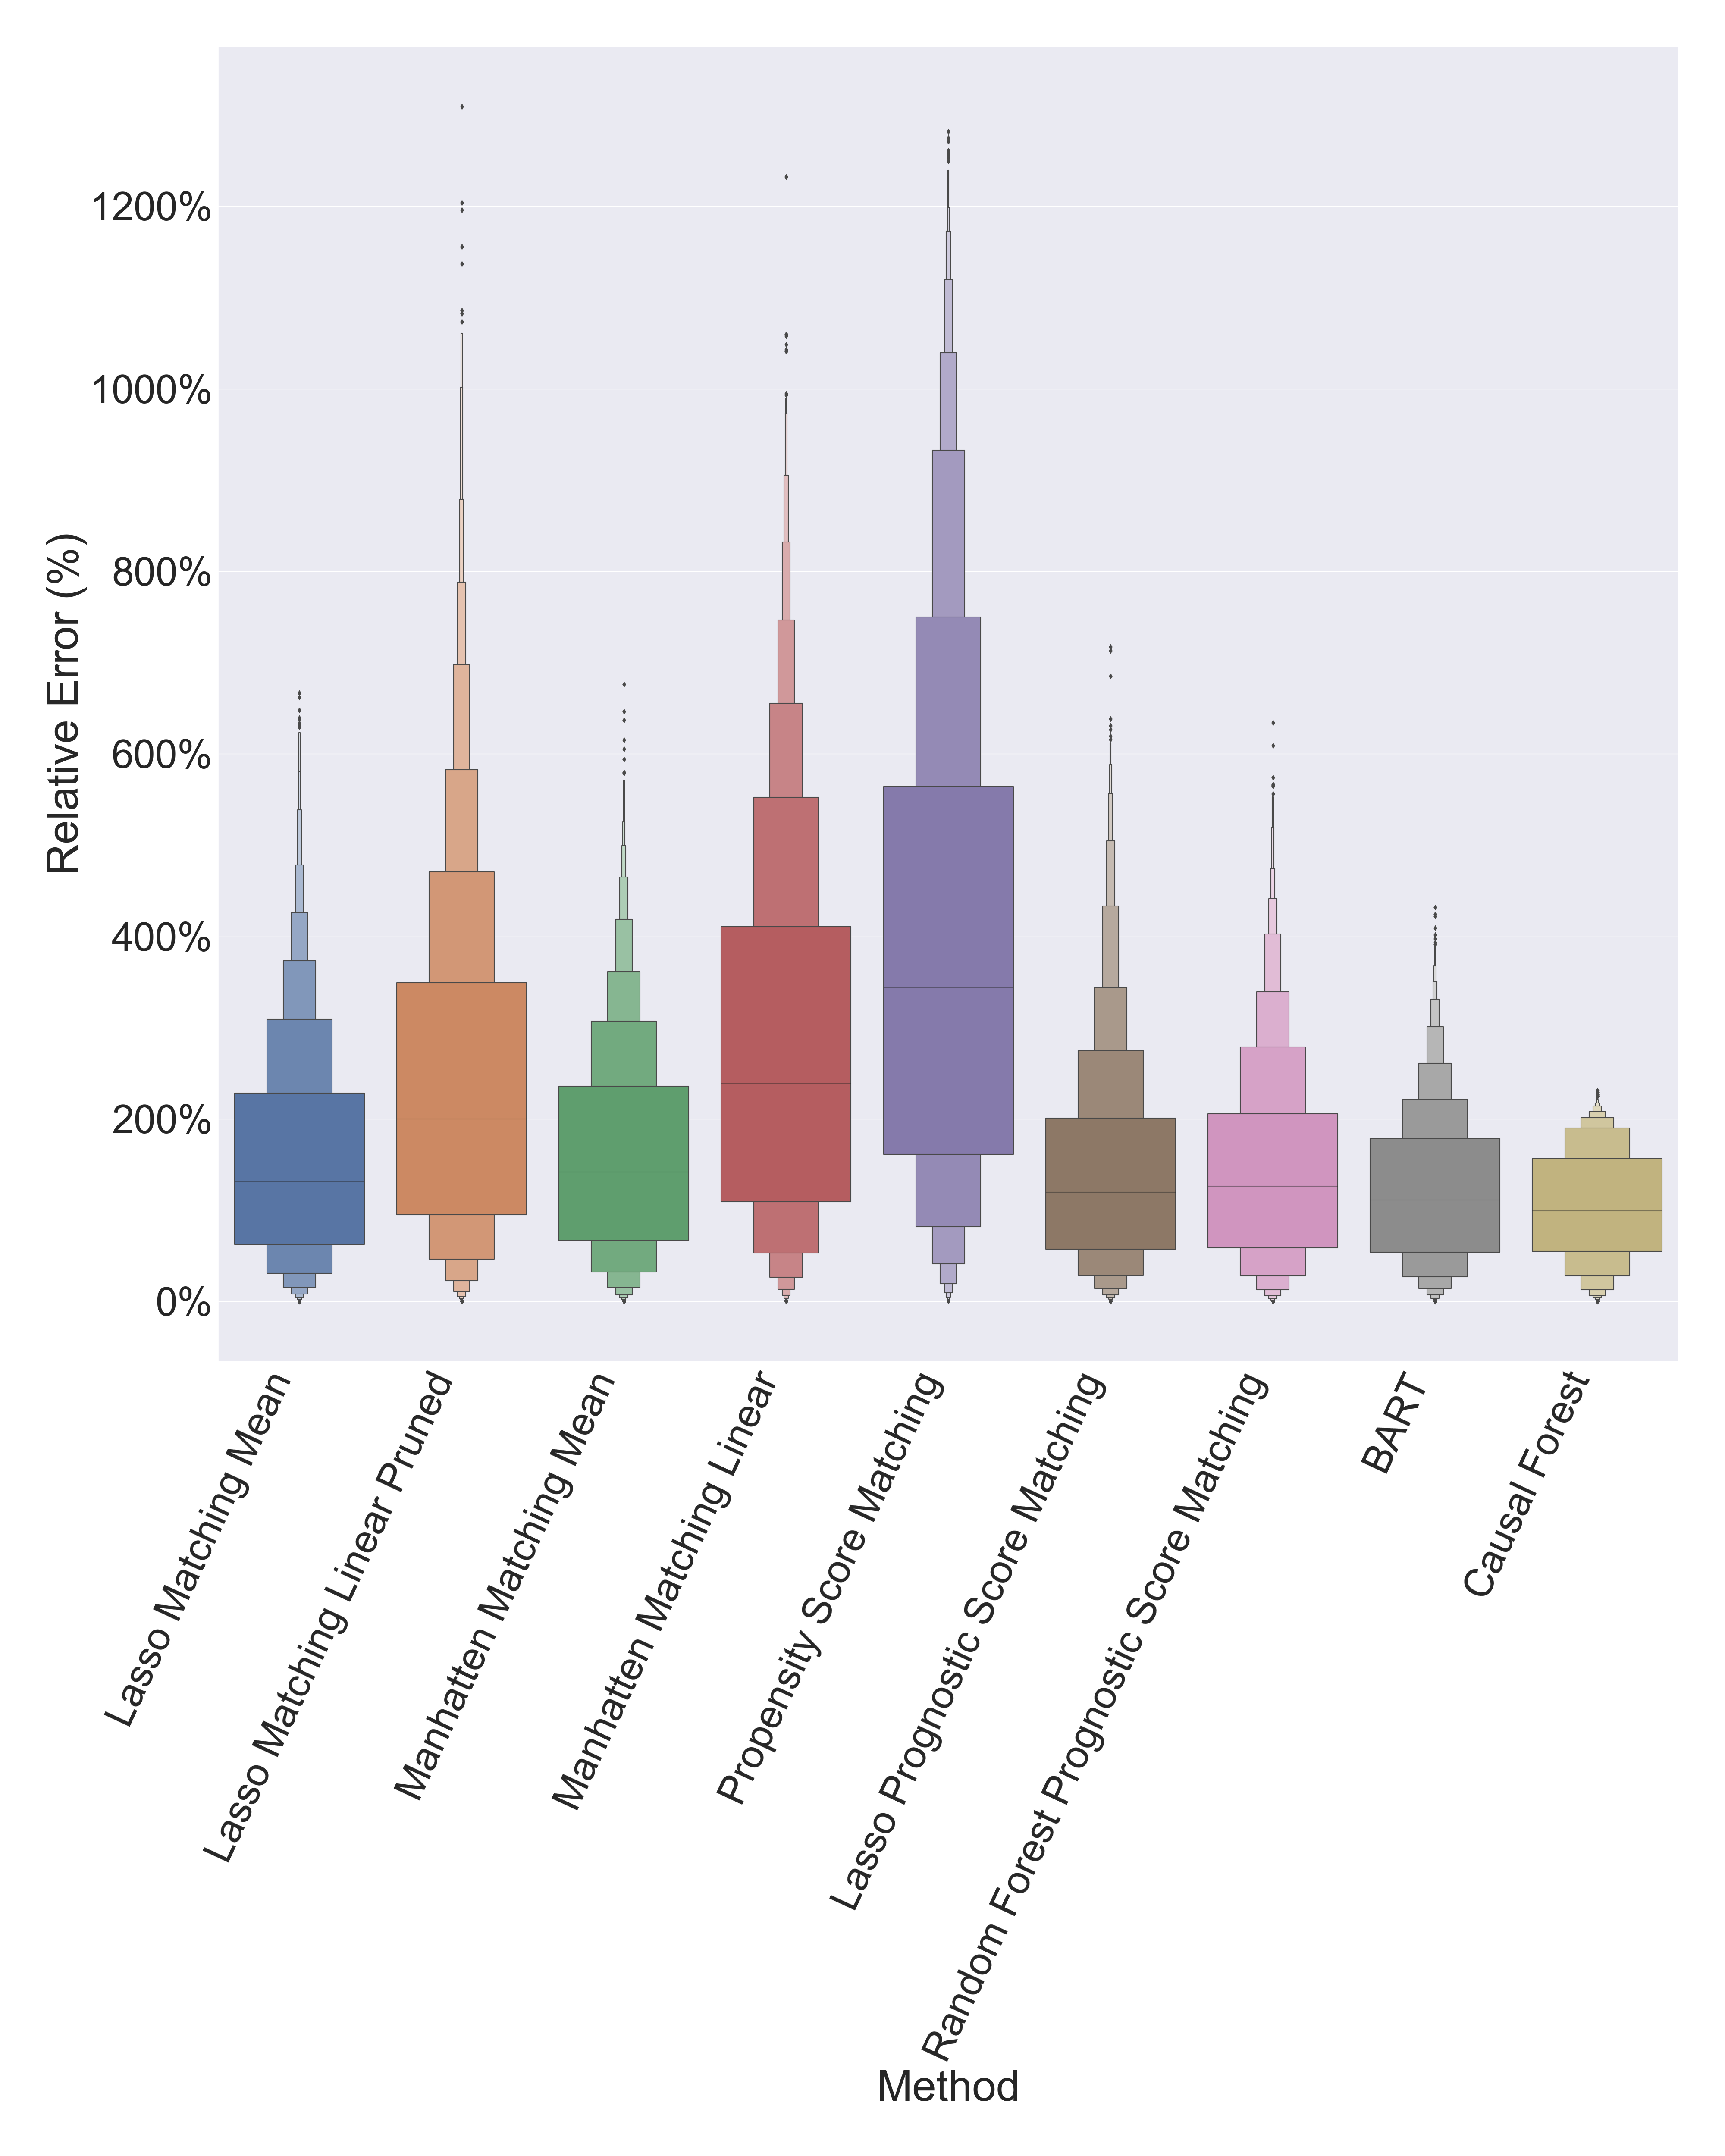 1200%
1000%
800%
600%
400%
200%
0%
Relative Error (%)
Lasso Matching Mean
Lasso Matching Linear Pruned
Manhatten Matching Mean
Manhatten Matching Linear
Propensity Score Matching
Lasso Prognostic Score Matching
Random Forest Prognostic Score Matching
BART
Causal Forest
Method